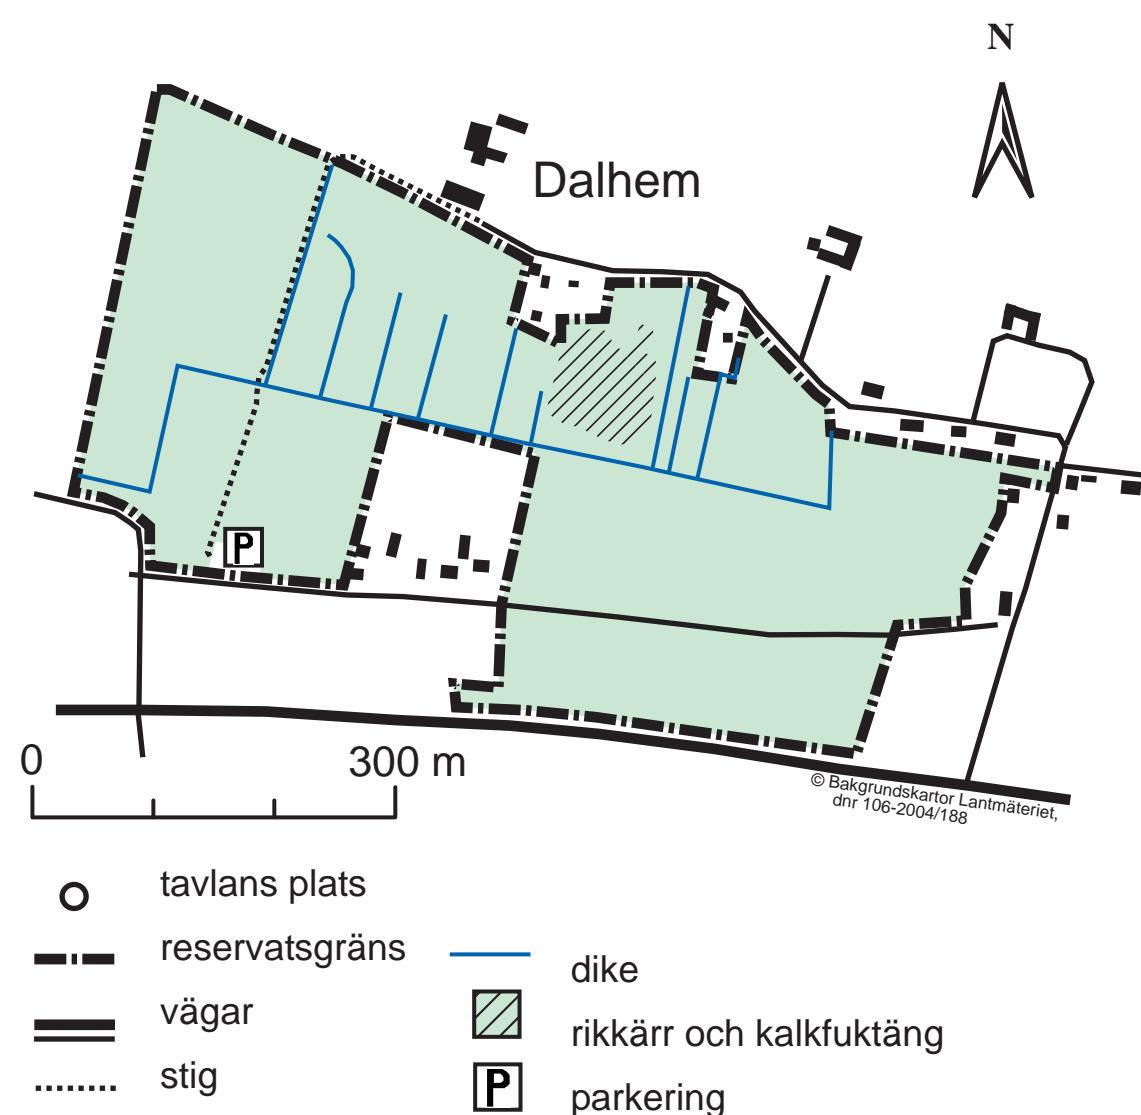 N
Dalhem
P
0
300 m
© Bakgrundskartor Lantmäteriet,
dnr 106-2004/188
tavlans plats
reservatsgräns
vägar
stig
dike
rikkärr och kalkfuktäng
P
parkering